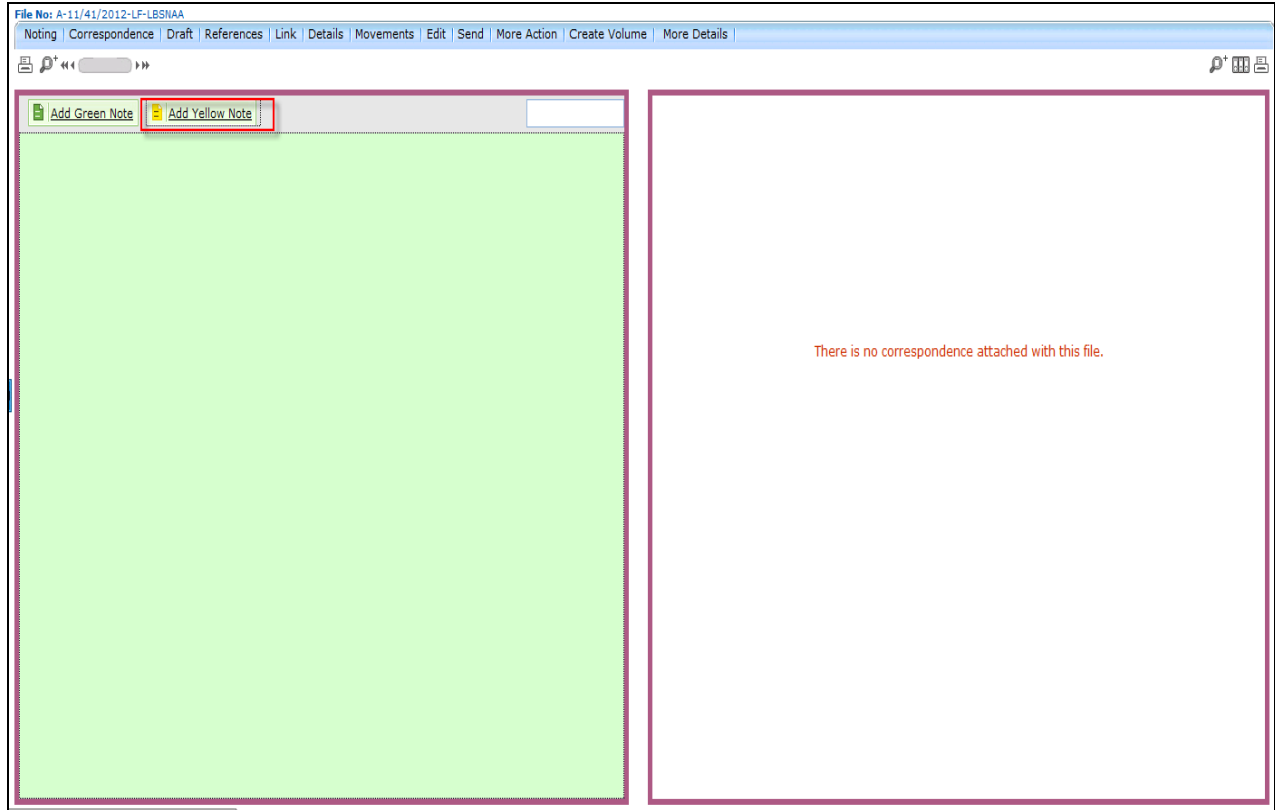 File No: A-11/41/2012-LF-LBSNAA
Noting | Correspondence | Draft | References | Link | Details | Movements | Edit | Send | More Action | Create Volume | More Details |
Add Green Note Add Yellow Note
There is no correspondence attached with this file.